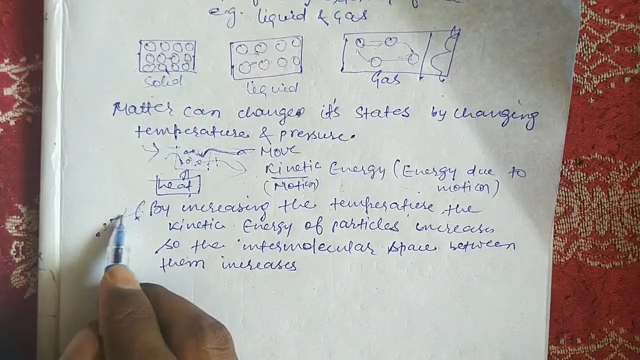 e.g. Liquid & Gas
Solid
Liquid
Gas
Matter can changes its states by changing
temperature & pressure.
Move
Kinetic Energy (Energy due to
heat
(Motion)
motion)
(By increasing the temperature the
Kinetic Energy of particles increases
So the intermolecular space between
them increases